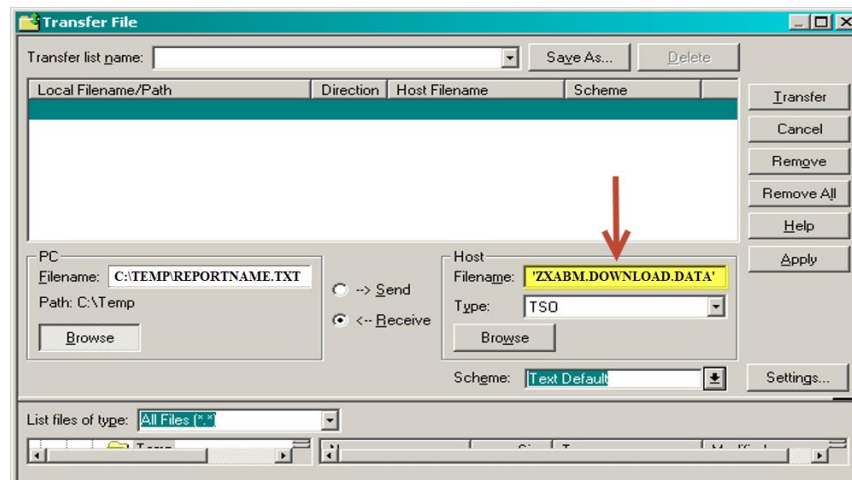 Transfer File
Transfer list name:
Save As...
Delete
Local Filename/Path
Direction
Host Filename
Scheme
Transfer
Cancel
Remove
Remove All
Help
Apply
PC
Filename: C:\TEMP\REPORTNAME.TXT
Path: C:\Temp
Browse
--> Send
<-- Receive
Host
Filename: 'ZXABM.DOWNLOAD.DATA'
Type: TSO
Browse
Scheme: Text Default
Settings...
List files of type: All Files (*.*)